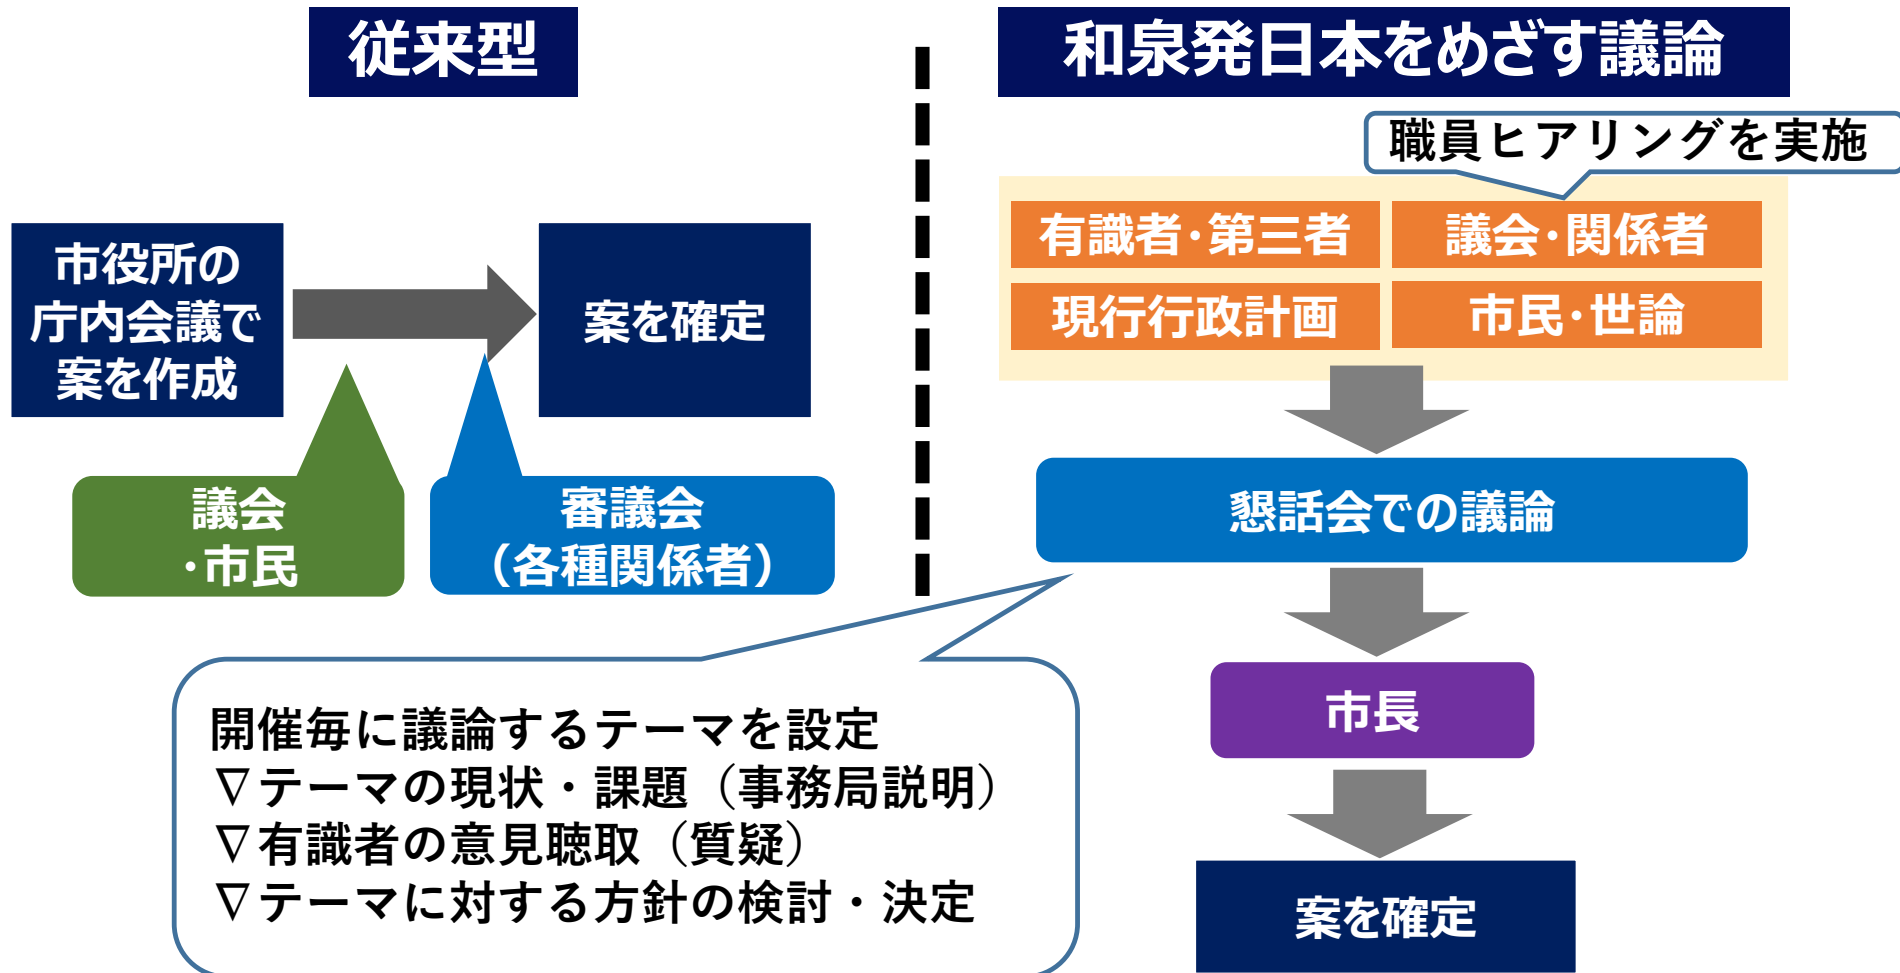 従来型
市役所の
庁内会議で
案を作成
案を確定
議会
・市民
審議会
（各種関係者）
和泉発日本をめざす議論
職員ヒアリングを実施
有識者・第三者
議会・関係者
現行行政計画
市民・世論
懇話会での議論
開催毎に議論するテーマを設定
∇テーマの現状・課題（事務局説明）
∇有識者の意見聴取（質疑）
∇テーマに対する方針の検討・決定
市長
案を確定